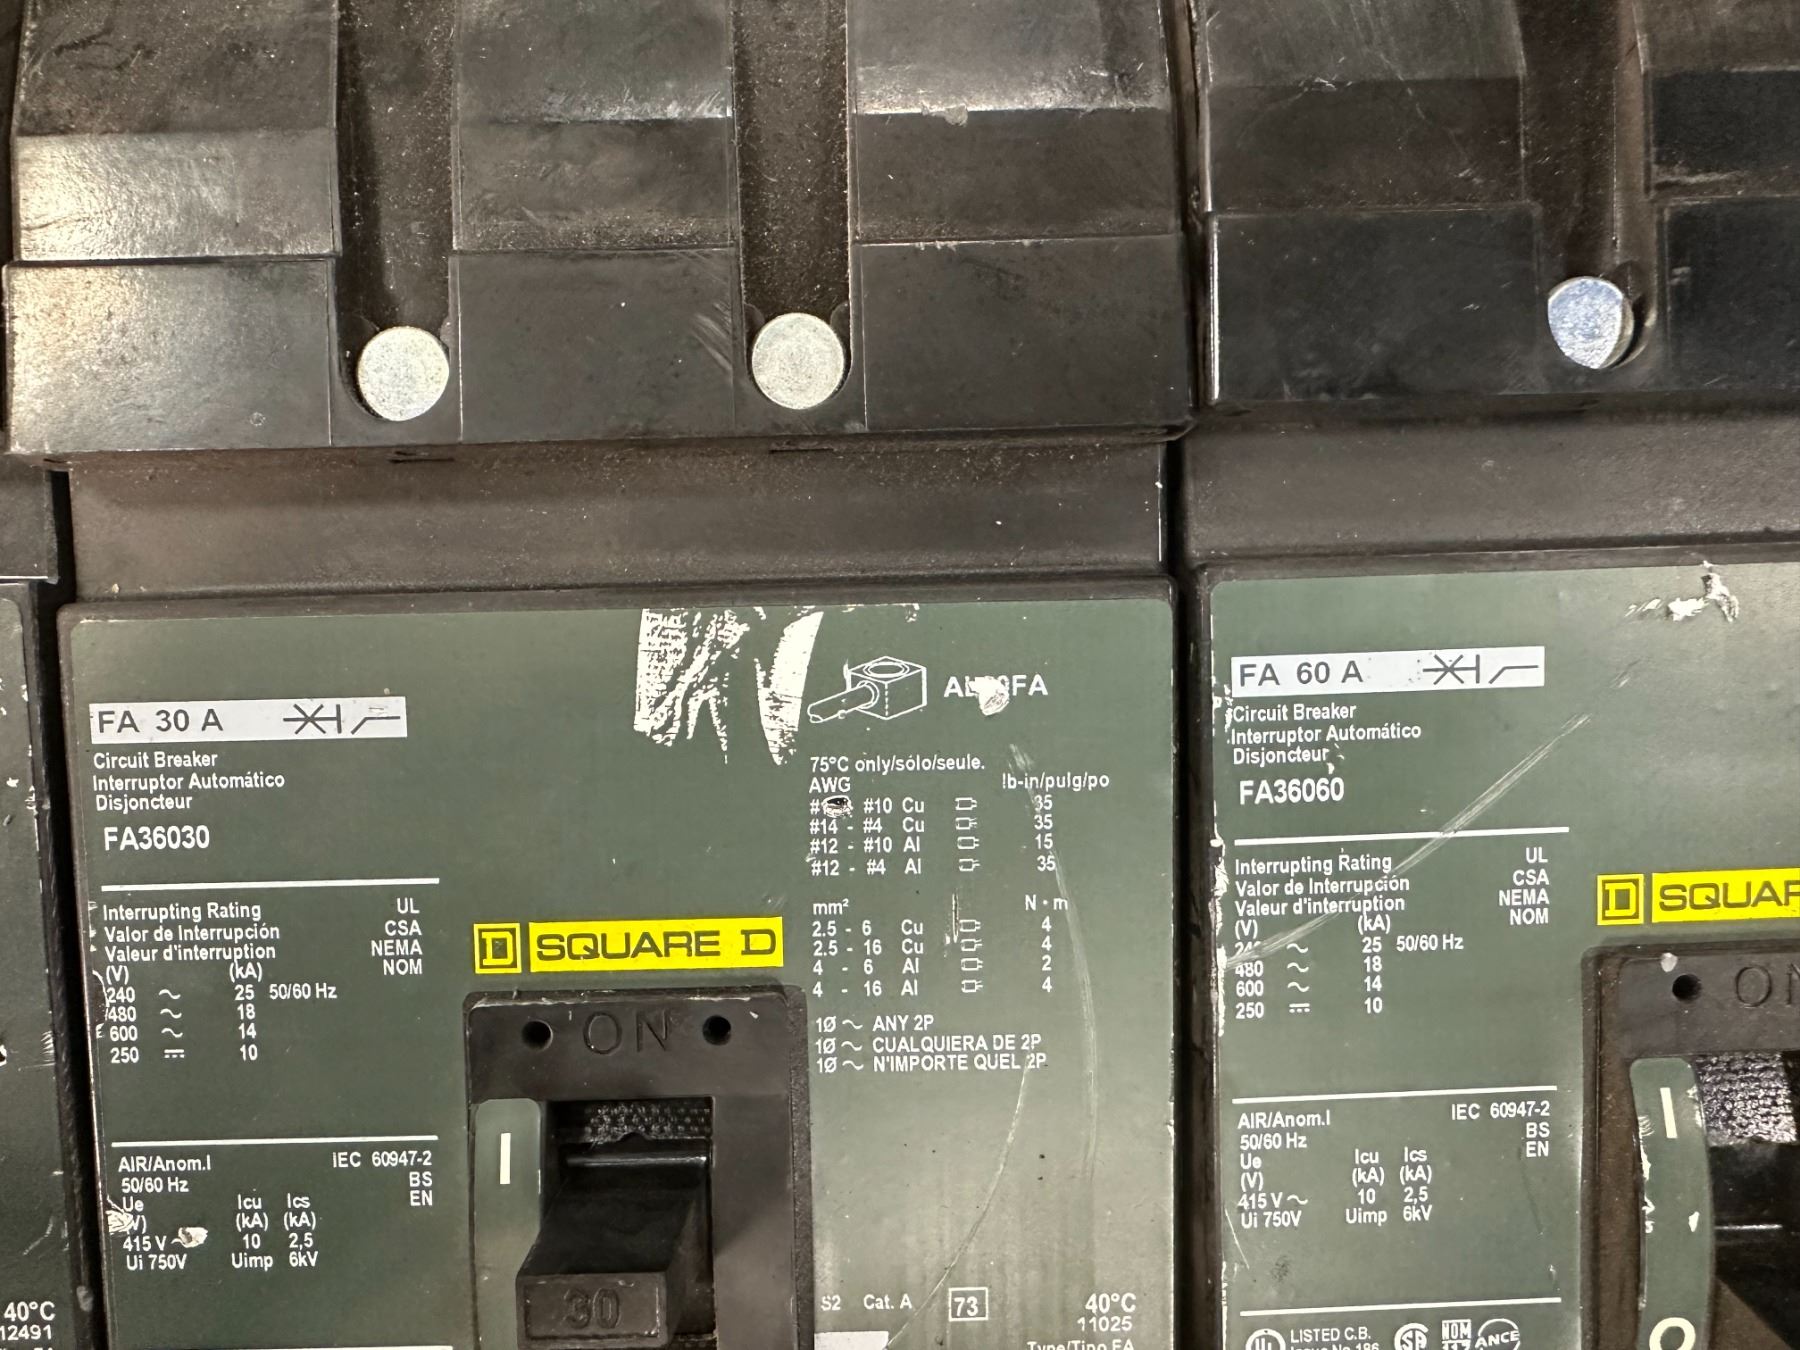 FA 30 A
Circuit Breaker
Interruptor Automático
Disjoncteur
FA36030
Interrupting Rating UL
Valor de Interrupción CSA
Valeur d'interruption NEMA
(V) (kA) NOM
240 ~ 25 50/60 Hz
480 ~ 18
600 ~ 14
250 ⎓ 10
AIR/Anom.I IEC 60947-2
50/60 Hz BS
Ue Icu Ics EN
(kA) (kA)
415 V ~ 10 2,5
Ui 750V Uimp 6kV
SQUARE D
ON
I
30
75°C only/sólo/seule.
AWG lb-in/pulg/po
#10 Cu 35
#14 - #4 Cu 35
#12 - #10 Al 15
#12 - #4 Al 35
mm² N • m
2.5 - 6 Cu 4
2.5 - 16 Cu 4
4 - 6 Al 2
4 - 16 Al 4
1Ø ~ ANY 2P
1Ø ~ CUALQUIERA DE 2P
1Ø ~ N'IMPORTE QUEL 2P
S2 Cat. A 73 40°C
11025
Type/Tipo FA
FA 60 A
Circuit Breaker
Interruptor Automático
Disjoncteur
FA36060
Interrupting Rating UL
Valor de Interrupción CSA
Valeur d'interruption NEMA
(V) (kA) NOM
~ 25 50/60 Hz
480 ~ 18
600 ~ 14
250 ⎓ 10
AIR/Anom.I IEC 60947-2
50/60 Hz BS
Ue Icu Ics EN
(V) (kA) (kA)
415 V ~ 10 2,5
Ui 750V Uimp 6kV
UL LISTED C.B. SA NOM ANCE
D
I
O
40°C
12491